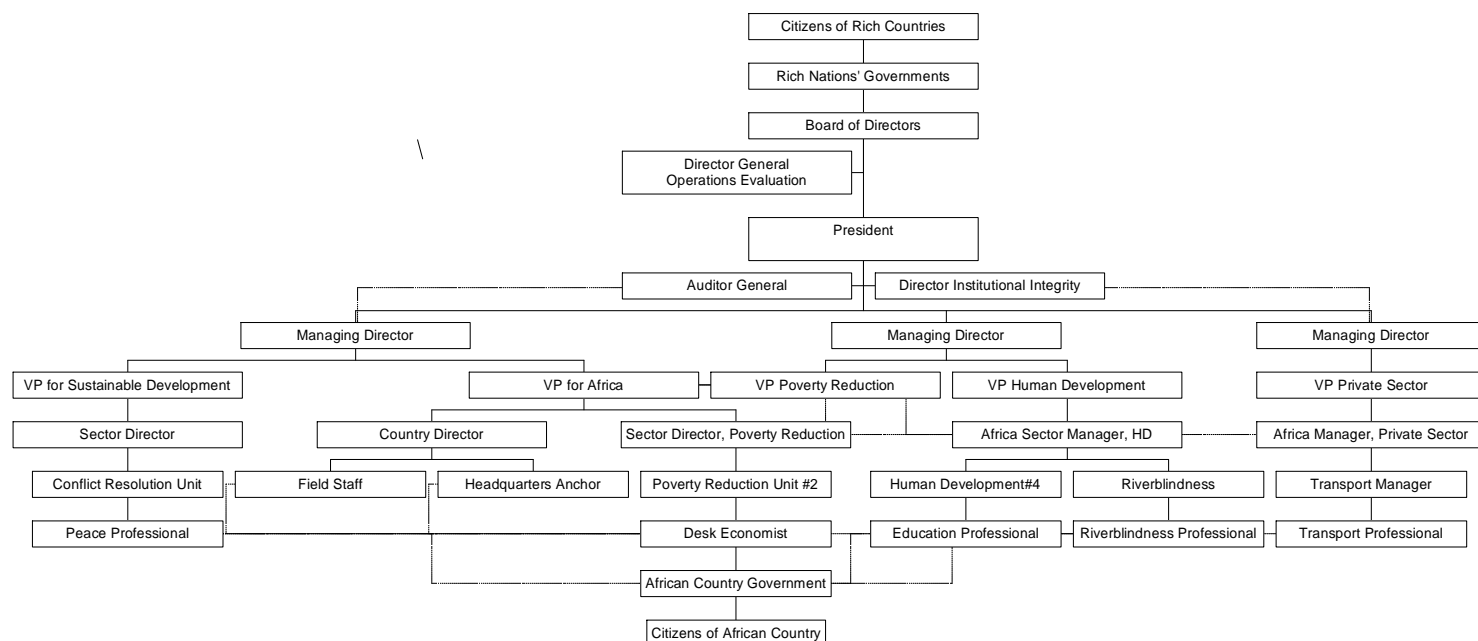 Citizens of Rich Countries
Rich Nations' Governments
Board of Directors
Director General
Operations Evaluation
President
Auditor General
Director Institutional Integrity
Managing Director
Managing Director
Managing Director
VP for Sustainable Development
VP for Africa
VP Poverty Reduction
VP Human Development
VP Private Sector
Sector Director
Country Director
Sector Director, Poverty Reduction
Africa Sector Manager, HD
Africa Manager, Private Sector
Conflict Resolution Unit
Field Staff
Headquarters Anchor
Poverty Reduction Unit #2
Human Development#4
Riverblindness
Transport Manager
Peace Professional
Desk Economist
Education Professional
Riverblindness Professional
Transport Professional
African Country Government
Citizens of African Country